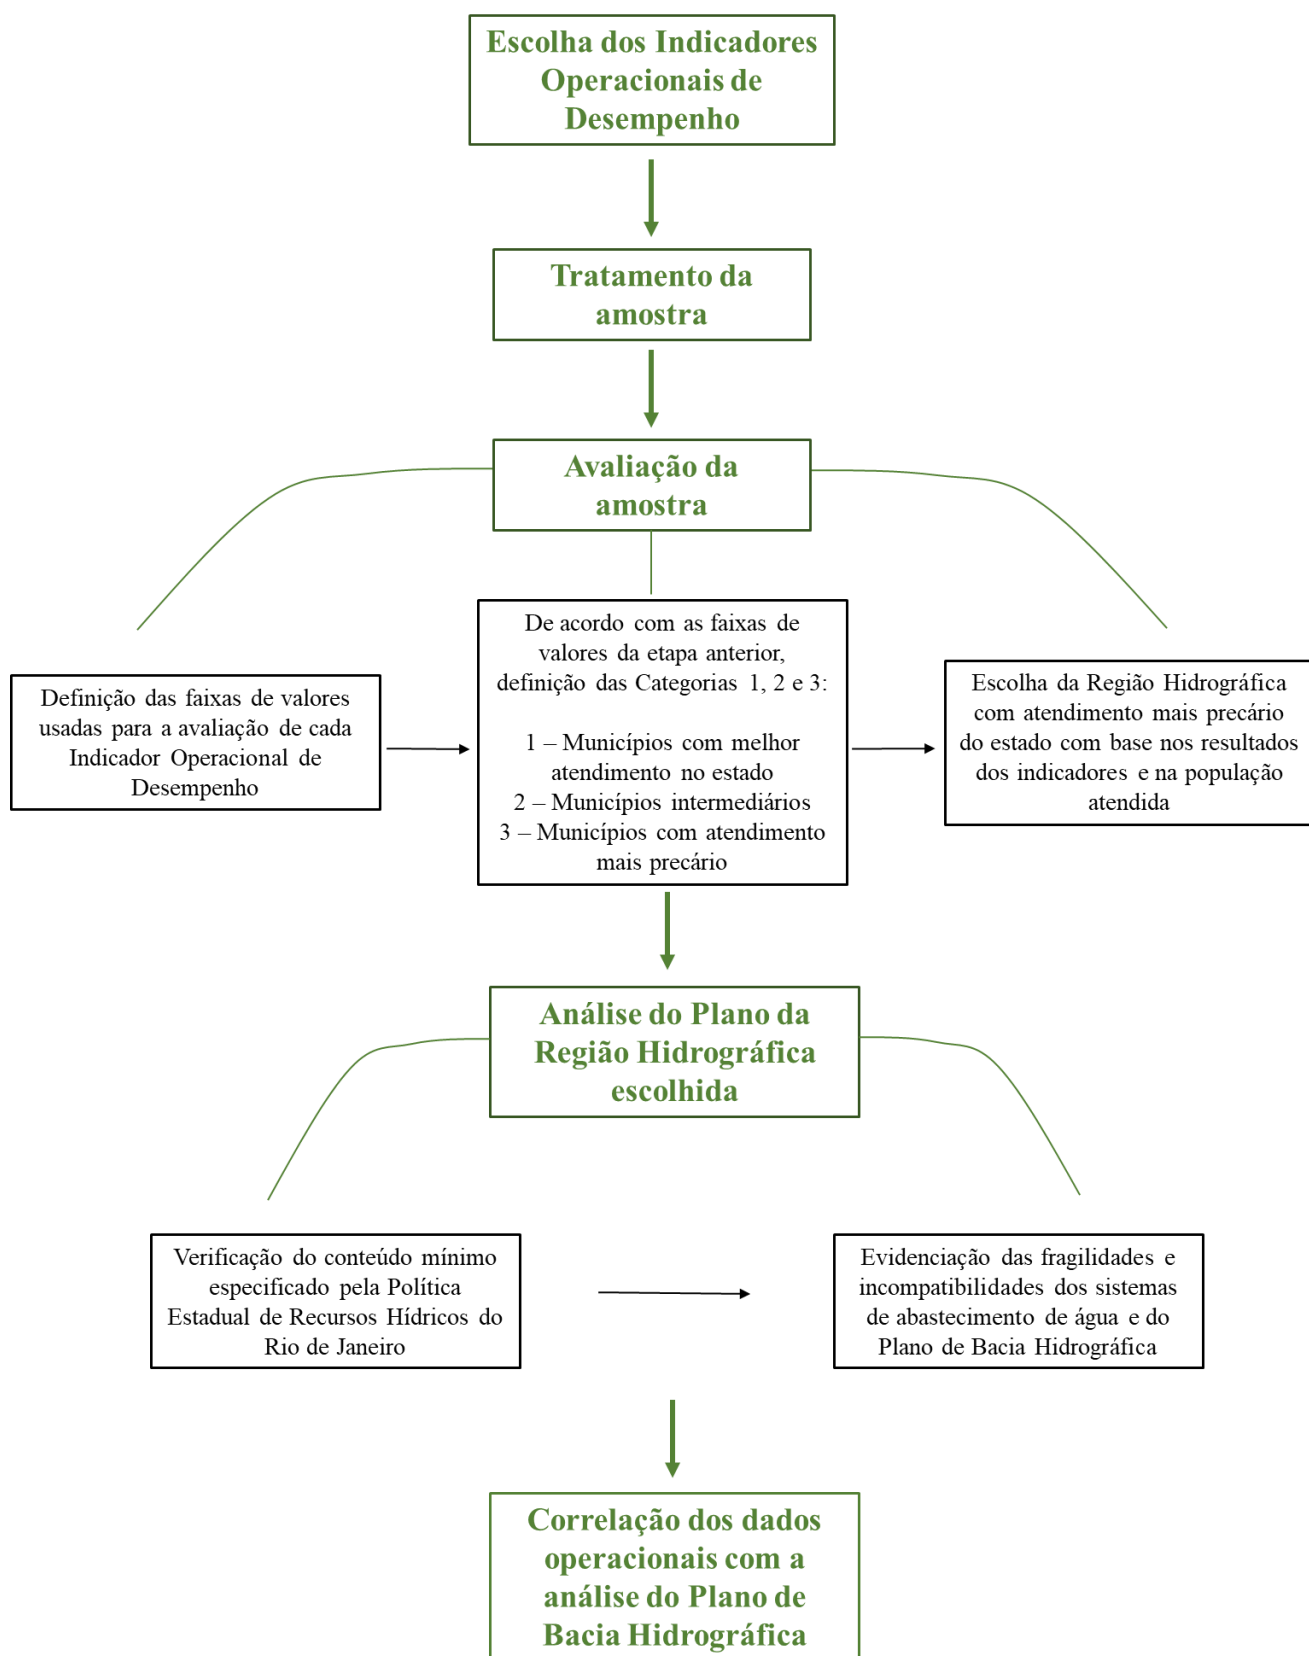 Escolha dos Indicadores
Operacionais de
Desempenho
Tratamento da
amostra
Avaliação da
amostra
Definição das faixas de valores
usadas para a avaliação de cada
Indicador Operacional de
Desempenho
De acordo com as faixas de
valores da etapa anterior,
definição das Categorias 1, 2 e 3:
1 – Municípios com melhor
atendimento no estado
2 – Municípios intermediários
3 – Municípios com atendimento
mais precário
Escolha da Região Hidrográfica
com atendimento mais precário
do estado com base nos resultados
dos indicadores e na população
atendida
Análise do Plano da
Região Hidrográfica
escolhida
Verificação do conteúdo mínimo
especificado pela Política
Estadual de Recursos Hídricos do
Rio de Janeiro
Evidenciação das fragilidades e
incompatibilidades dos sistemas
de abastecimento de água e do
Plano de Bacia Hidrográfica
Correlação dos dados
operacionais com a
análise do Plano de
Bacia Hidrográfica